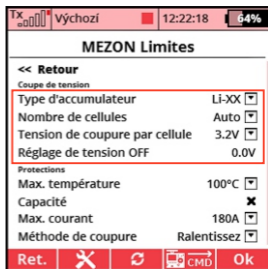 Tx Výchozí 12:22:18 64%
MEZON Limites
<< Retour
Coupe de tension
Type d'accumulateur Li-XX
Nombre de cellules Auto
Tension de coupure par cellule 3.2V
Réglage de tension OFF 0.0V
Protections
Max. température 100°C
Capacité ✖
Max. courant 180A
Méthode de coupure Ralentissez
Ret. CMD Ok